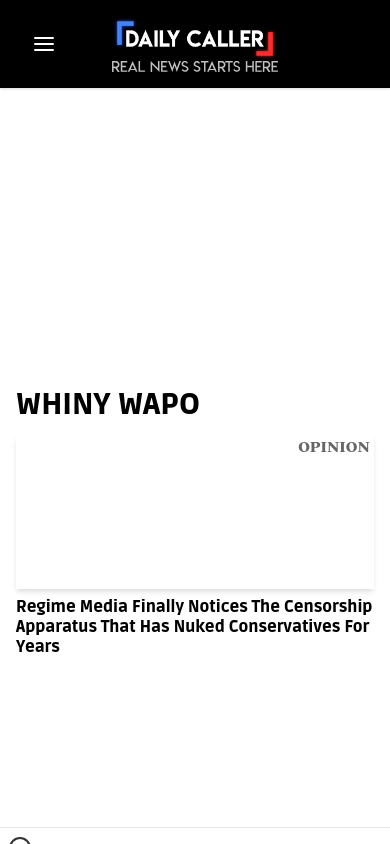 DAILY CALLER
REAL NEWS STARTS HERE
WHINY WAPO
OPINION
Regime Media Finally Notices The Censorship
Apparatus That Has Nuked Conservatives For
Years